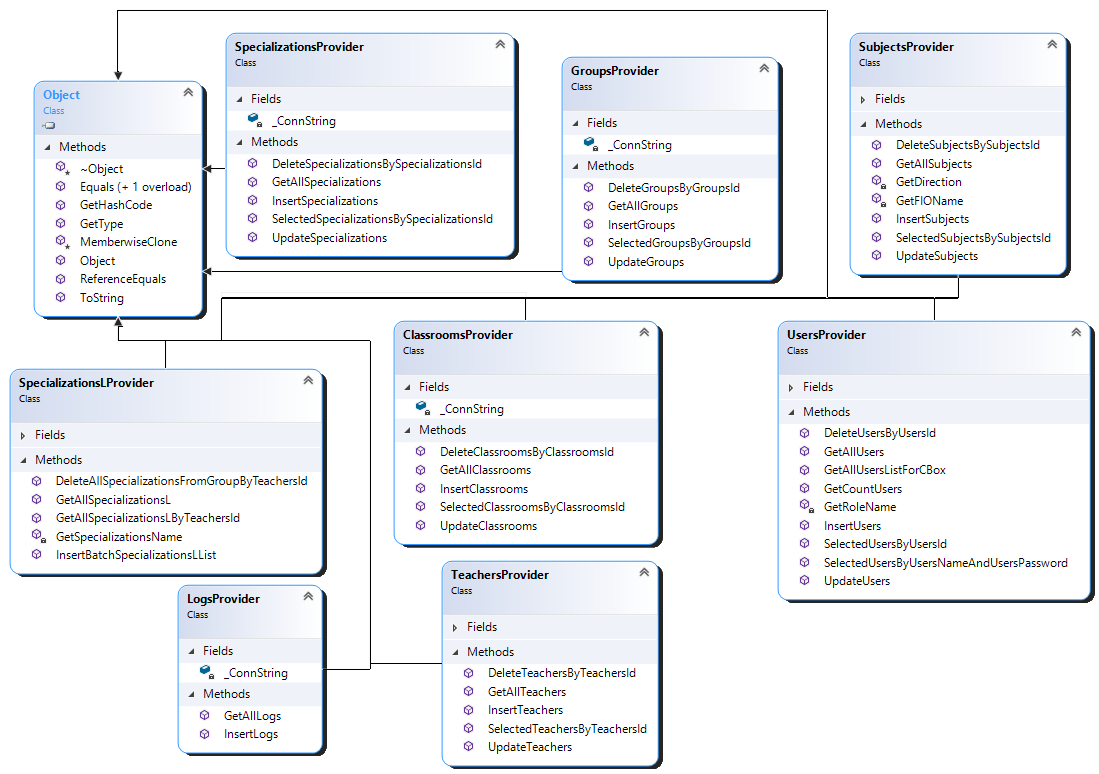 Object
Class
Methods
~Object
Equals (+ 1 overload)
GetHashCode
GetType
MemberwiseClone
Object
ReferenceEquals
ToString
SpecializationsProvider
Class
Fields
_ConnString
Methods
DeleteSpecializationsBySpecializationsId
GetAllSpecializations
InsertSpecializations
SelectedSpecializationsBySpecializationsId
UpdateSpecializations
GroupsProvider
Class
Fields
_ConnString
Methods
DeleteGroupsByGroupsId
GetAllGroups
InsertGroups
SelectedGroupsByGroupsId
UpdateGroups
SubjectsProvider
Class
Fields
Methods
DeleteSubjectsBySubjectsId
GetAllSubjects
GetDirection
GetFIOName
InsertSubjects
SelectedSubjectsBySubjectsId
UpdateSubjects
SpecializationsLProvider
Class
Fields
Methods
DeleteAllSpecializationsFromGroupByTeachersId
GetAllSpecializationsL
GetAllSpecializationsLByTeachersId
GetSpecializationsName
InsertBatchSpecializationsLList
ClassroomsProvider
Class
Fields
_ConnString
Methods
DeleteClassroomsByClassroomsId
GetAllClassrooms
InsertClassrooms
SelectedClassroomsByClassroomsId
UpdateClassrooms
UsersProvider
Class
Fields
Methods
DeleteUsersByUsersId
GetAllUsers
GetAllUsersListForCBox
GetCountUsers
GetRoleName
InsertUsers
SelectedUsersByUsersId
SelectedUsersByUsersNameAndUsersPassword
UpdateUsers
LogsProvider
Class
Fields
_ConnString
Methods
GetAllLogs
InsertLogs
TeachersProvider
Class
Fields
Methods
DeleteTeachersByTeachersId
GetAllTeachers
InsertTeachers
SelectedTeachersByTeachersId
UpdateTeachers